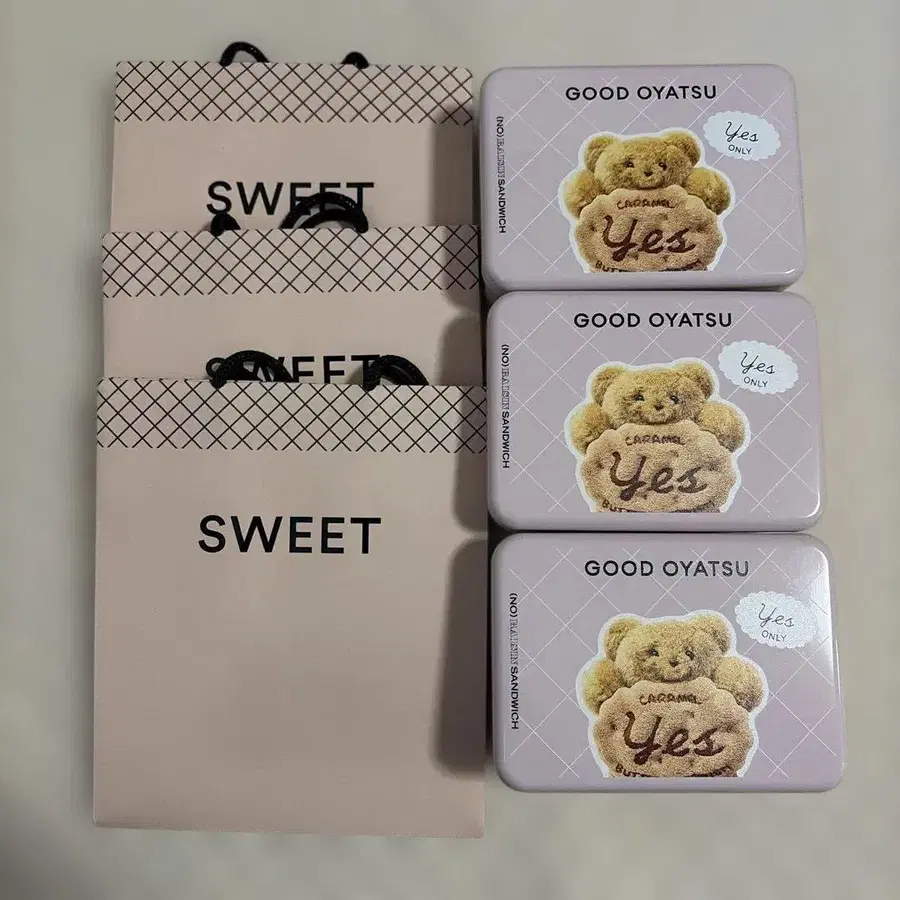 SWEET
SWEET
SWEET
GOOD OYATSU
Yes
ONLY
(NO) RAISIN SANDWICH
CARAMEL
Yes
GOOD OYATSU
Yes
ONLY
(NO) RAISIN SANDWICH
CARAMEL
Yes
GOOD OYATSU
Yes
ONLY
(NO) RAISIN SANDWICH
CARAMEL
Yes